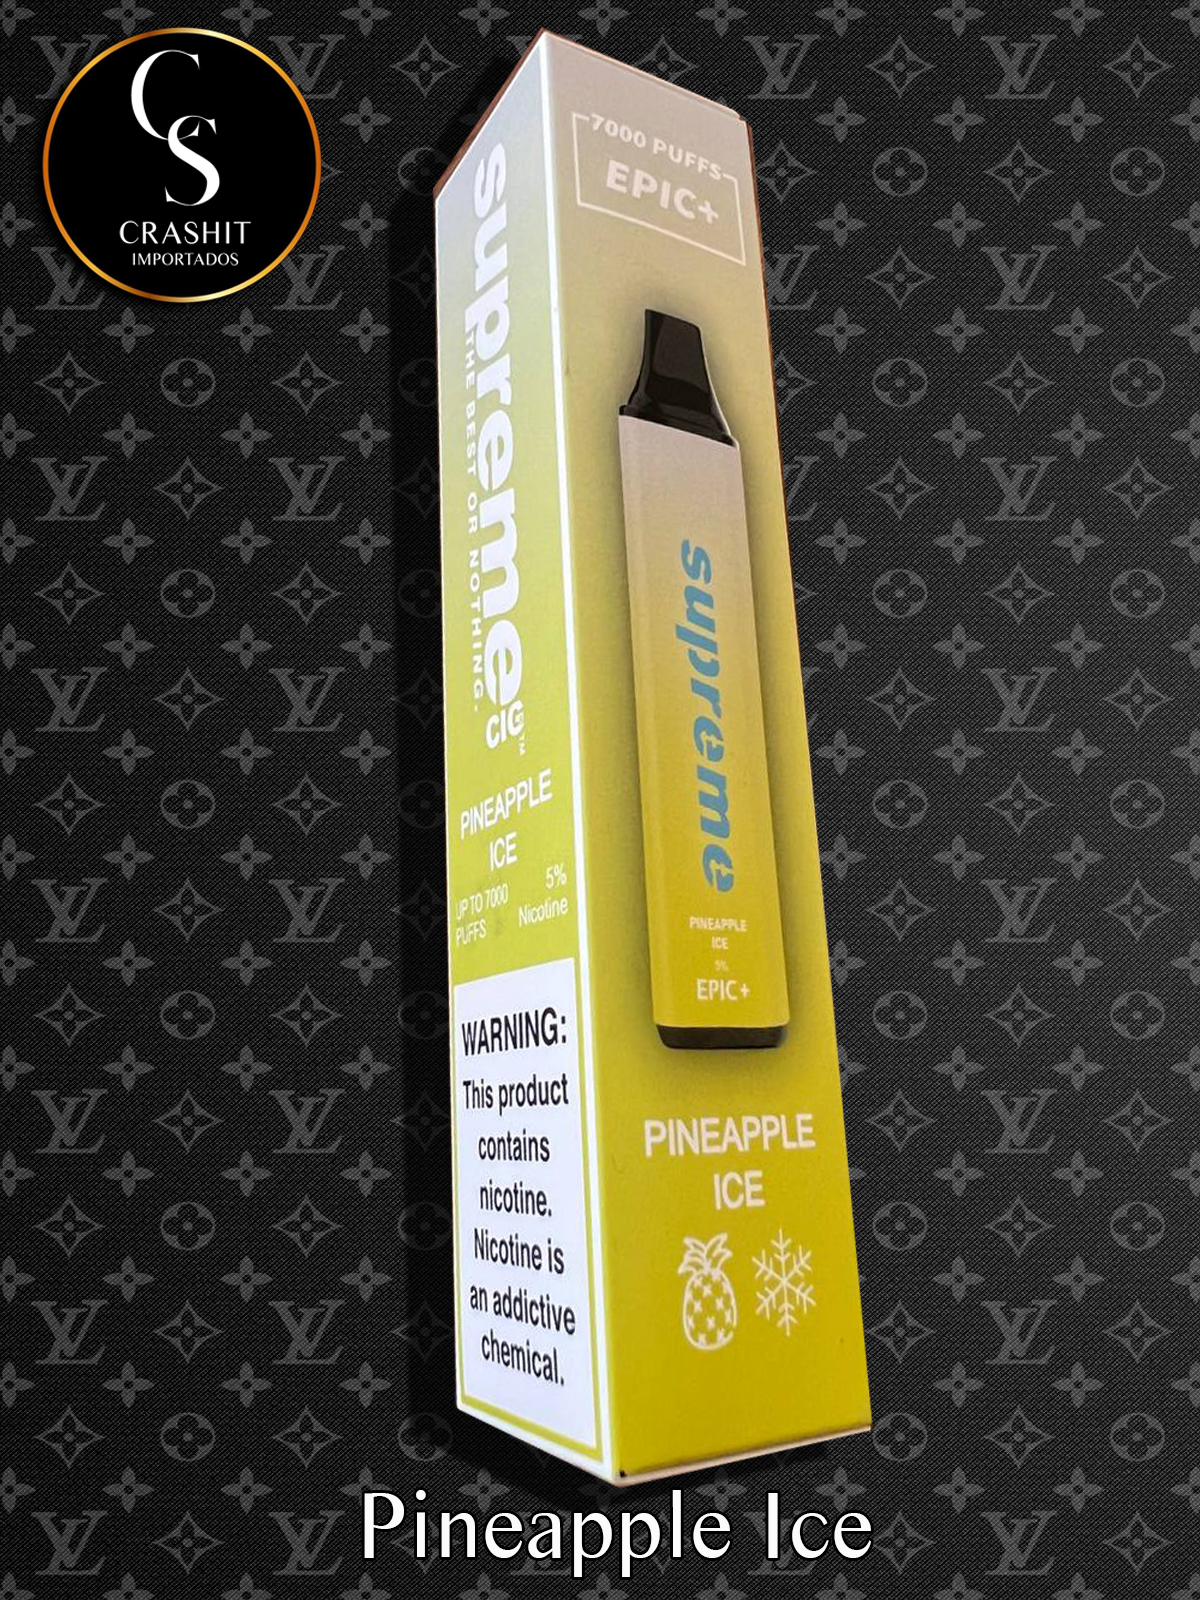 CS
CRASHIT
IMPORTADOS
7000 PUFFS
EPIC+
supreme
CIG™
THE BEST OR NOTHING.
PINEAPPLE
ICE
UP TO 7000
PUFFS
5%
Nicotine
WARNING:
This product
contains
nicotine.
Nicotine is
an addictive
chemical.
supreme
PINEAPPLE
ICE
5%
EPIC+
PINEAPPLE
ICE
Pineapple Ice